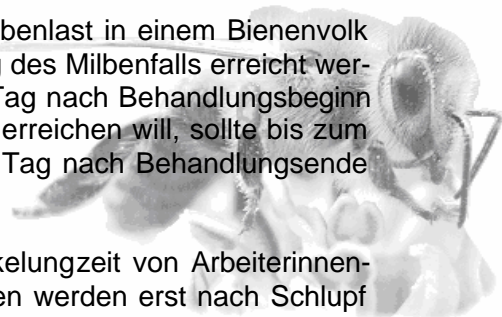 benlast in einem Bienenvolk
des Milbenfalls erreicht wer-
Tag nach Behandlungsbeginn
erreichen will, sollte bis zum
Tag nach Behandlungsende
kelungzeit von Arbeiterinnen-
en werden erst nach Schlupf